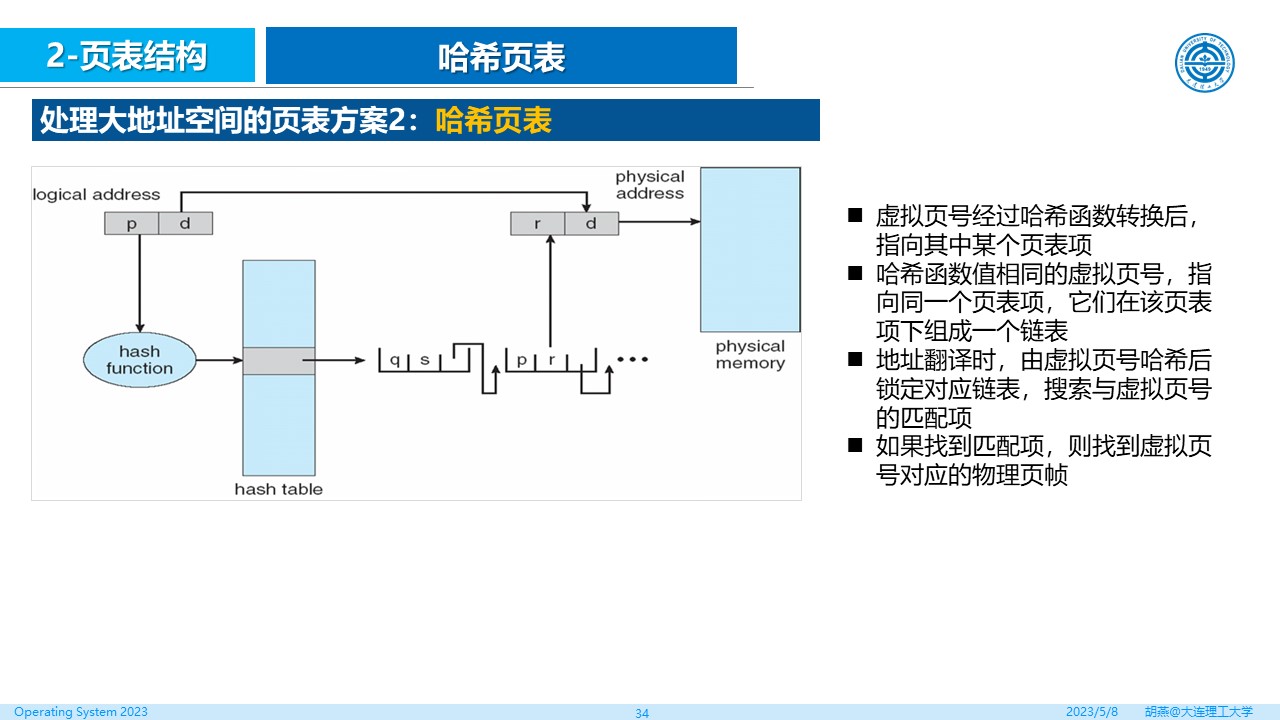 2-页表结构
哈希页表
处理大地址空间的页表方案2：哈希页表
logical address
p
d
physical
address
r
d
hash
function
q
s
p
r
•••
physical
memory
hash table
■ 虚拟页号经过哈希函数转换后，
指向其中某个页表项
■ 哈希函数值相同的虚拟页号，指
向同一个页表项，它们在该页表
项下组成一个链表
■ 地址翻译时，由虚拟页号哈希后
锁定对应链表，搜索与虚拟页号
的匹配项
■ 如果找到匹配项，则找到虚拟页
号对应的物理页帧
Operating System 2023
34
2023/5/8
胡燕@大连理工大学